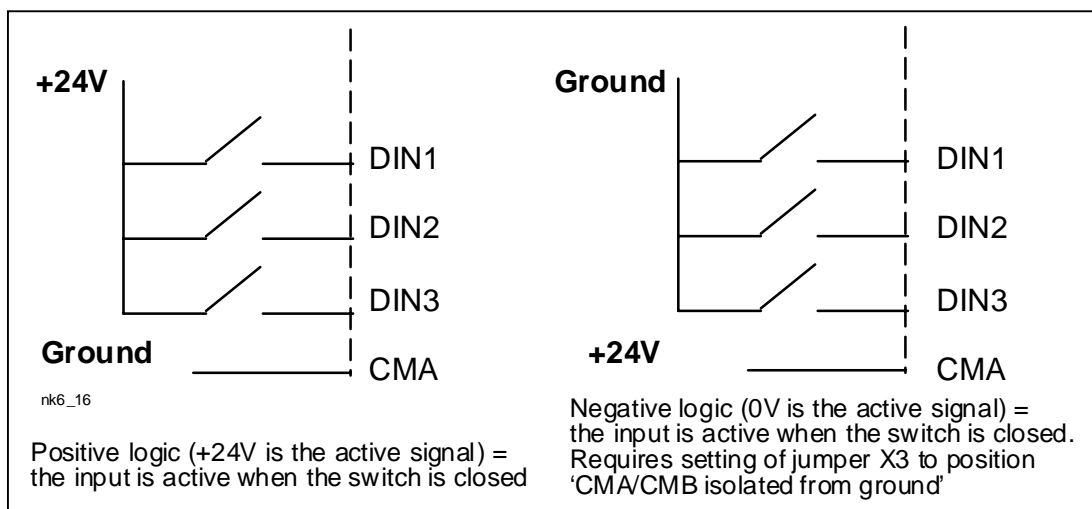 +24V
DIN1
DIN2
DIN3
Ground
CMA
nk6_16
Positive logic (+24V is the active signal) =
the input is active when the switch is closed
Ground
DIN1
DIN2
DIN3
+24V
CMA
Negative logic (0V is the active signal) =
the input is active when the switch is closed.
Requires setting of jumper X3 to position
‘CMA/CMB isolated from ground’